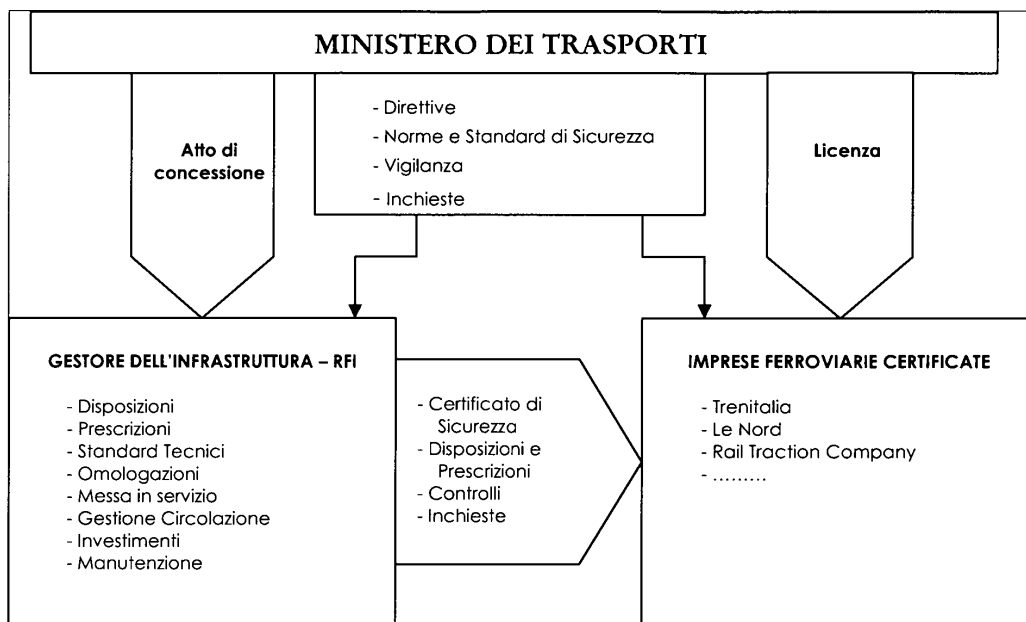 MINISTERO DEI TRASPORTI
Atto di
concessione
- Direttive
- Norme e Standard di Sicurezza
- Vigilanza
- Inchieste
Licenza
GESTORE DELL'INFRASTRUTTURA – RFI
- Disposizioni
- Prescrizioni
- Standard Tecnici
- Omologazioni
- Messa in servizio
- Gestione Circolazione
- Investimenti
- Manutenzione
- Certificato di
Sicurezza
- Disposizioni e
Prescrizioni
- Controlli
- Inchieste
IMPRESE FERROVIARIE CERTIFICATE
- Trenitalia
- Le Nord
- Rail Traction Company
- .........